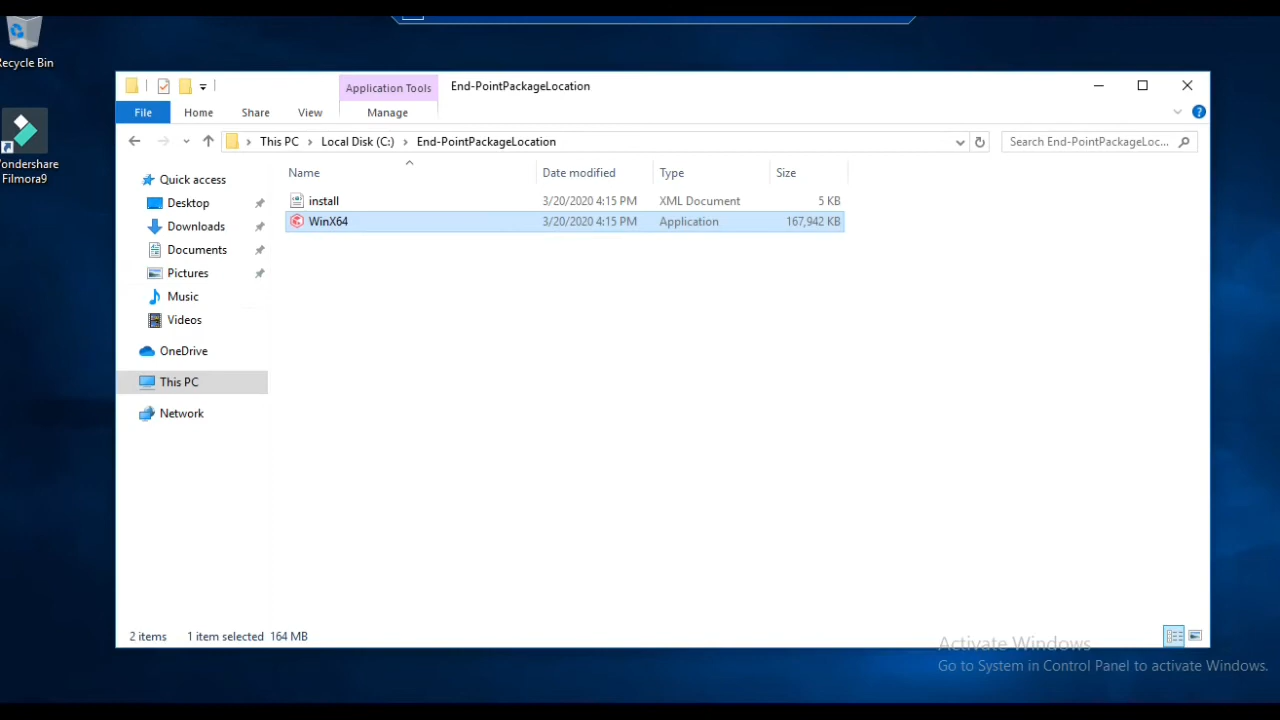 ecycle Bin
ondershare
Filmora9
Application Tools
End-PointPackageLocation
File
Home
Share
View
Manage
This PC
Local Disk (C:)
End-PointPackageLocation
Search End-PointPackageLoc...
Name
Date modified
Type
Size
install
3/20/2020 4:15 PM
XML Document
5 KB
WinX64
3/20/2020 4:15 PM
Application
167,942 KB
Quick access
Desktop
Downloads
Documents
Pictures
Music
Videos
OneDrive
This PC
Network
2 items
1 item selected 164 MB
Activate Windows
Go to System in Control Panel to activate Windows.